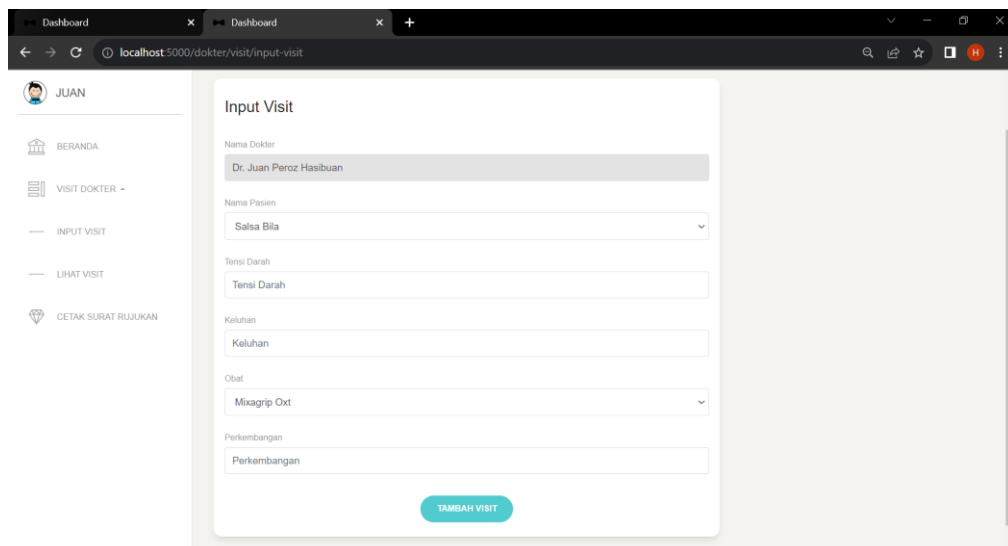 Dashboard
Dashboard
localhost:5000/dokter/visit/input-visit
H
JUAN
BERANDA
VISIT DOKTER
INPUT VISIT
LIHAT VISIT
CETAK SURAT RUJUKAN
Input Visit
Nama Dokter
Dr. Juan Peroz Hasibuan
Nama Pasien
Salsa Bila
Tensi Darah
Tensi Darah
Keluhan
Keluhan
Obat
Mixagrip Oxt
Perkembangan
Perkembangan
TAMBAH VISIT